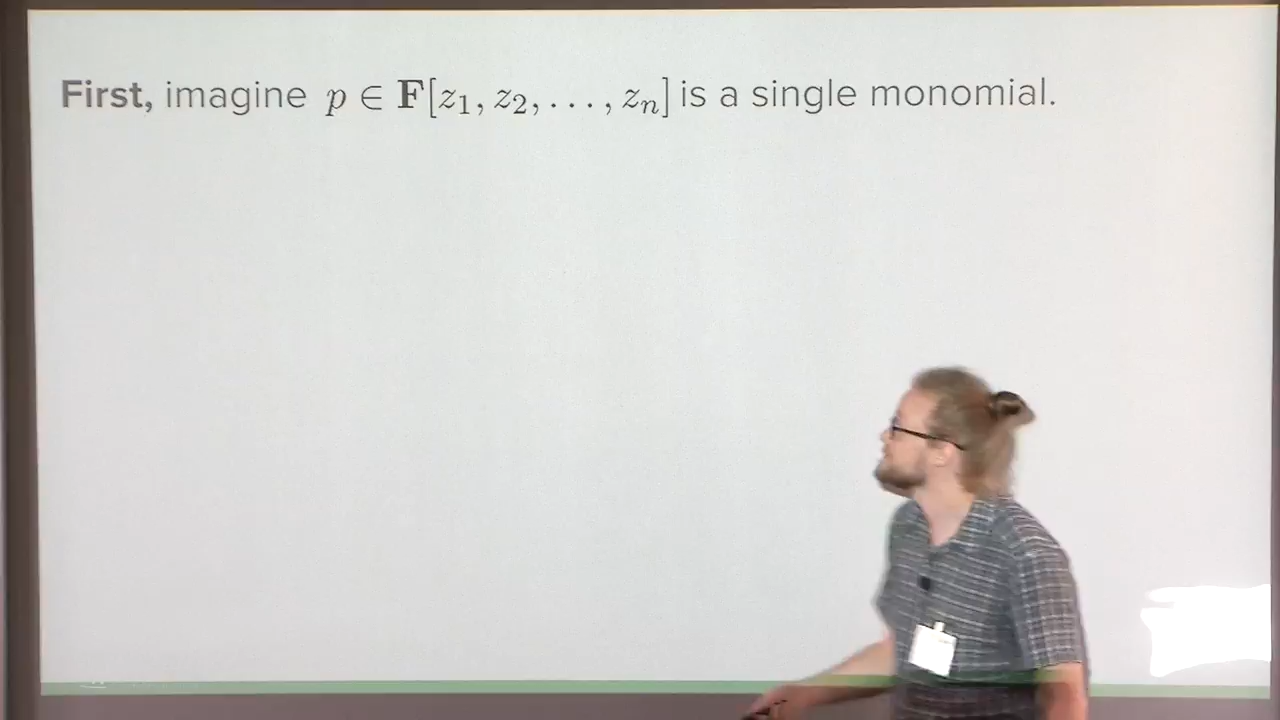 First, imagine p ∈ F[z₁, z₂, . . . , zₙ] is a single monomial.